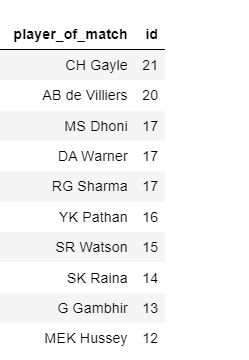 player_of_match id
CH Gayle 21
AB de Villiers 20
MS Dhoni 17
DA Warner 17
RG Sharma 17
YK Pathan 16
SR Watson 15
SK Raina 14
G Gambhir 13
MEK Hussey 12